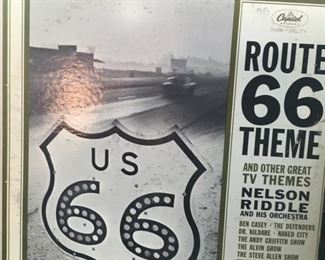 Capitol
HIGH FIDELITY
ROUTE
66
THEME
AND OTHER GREAT
TV THEMES
NELSON
RIDDLE
AND HIS ORCHESTRA
BEN CASEY · THE DEFENDERS
DR. KILDARE · NAKED CITY
THE ANDY GRIFFITH SHOW
THE ALVIN SHOW
THE STEVE ALLEN SHOW
US
66